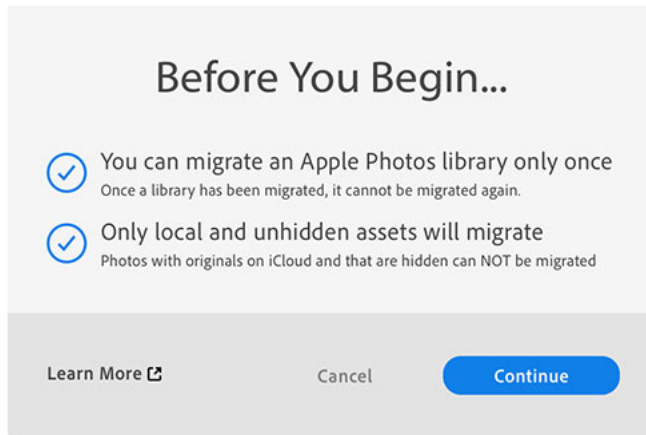 Before You Begin...
You can migrate an Apple Photos library only once
Once a library has been migrated, it cannot be migrated again.
Only local and unhidden assets will migrate
Photos with originals on iCloud and that are hidden can NOT be migrated
Learn More
Cancel
Continue